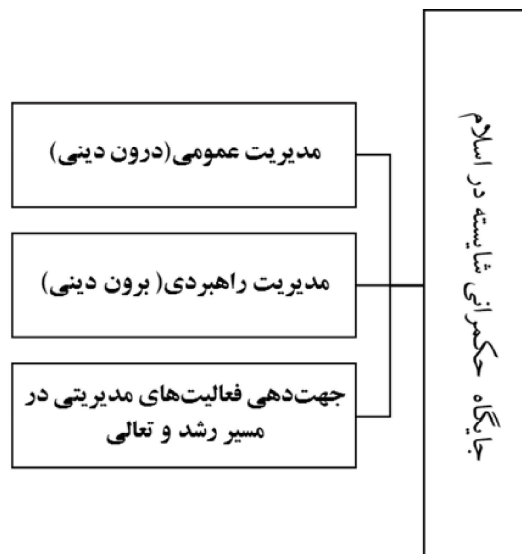 جایگاه حکمرانی شایسته در اسلام
مدیریت عمومی(درون دینی)
مدیریت راهبردی( برون دینی)
جهت‌دهی فعالیت‌های مدیریتی در
مسیر رشد و تعالی